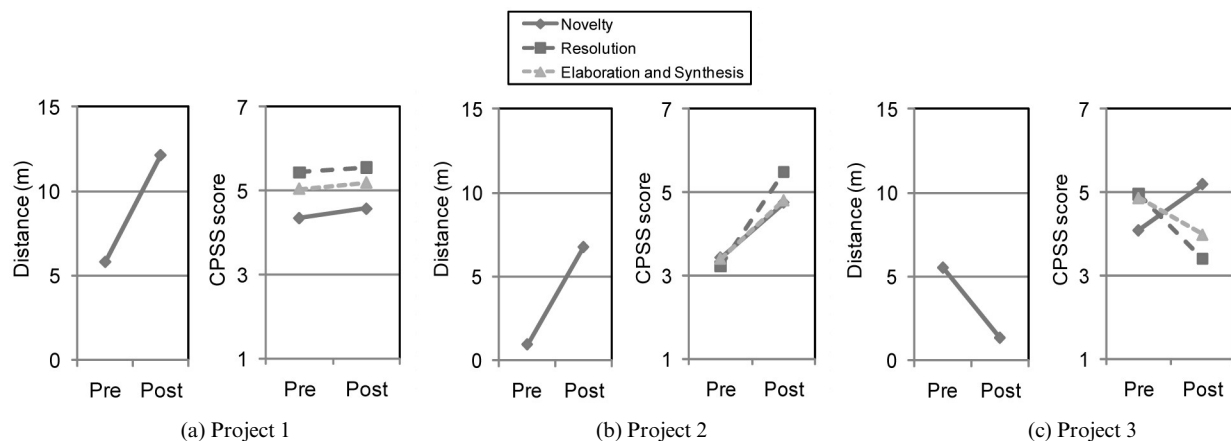 Novelty
Resolution
Elaboration and Synthesis
Distance (m)
15
10
5
0
Pre Post
CPSS score
7
5
3
1
Pre Post
(a) Project 1
Distance (m)
15
10
5
0
Pre Post
CPSS score
7
5
3
1
Pre Post
(b) Project 2
Distance (m)
15
10
5
0
Pre Post
CPSS score
7
5
3
1
Pre Post
(c) Project 3